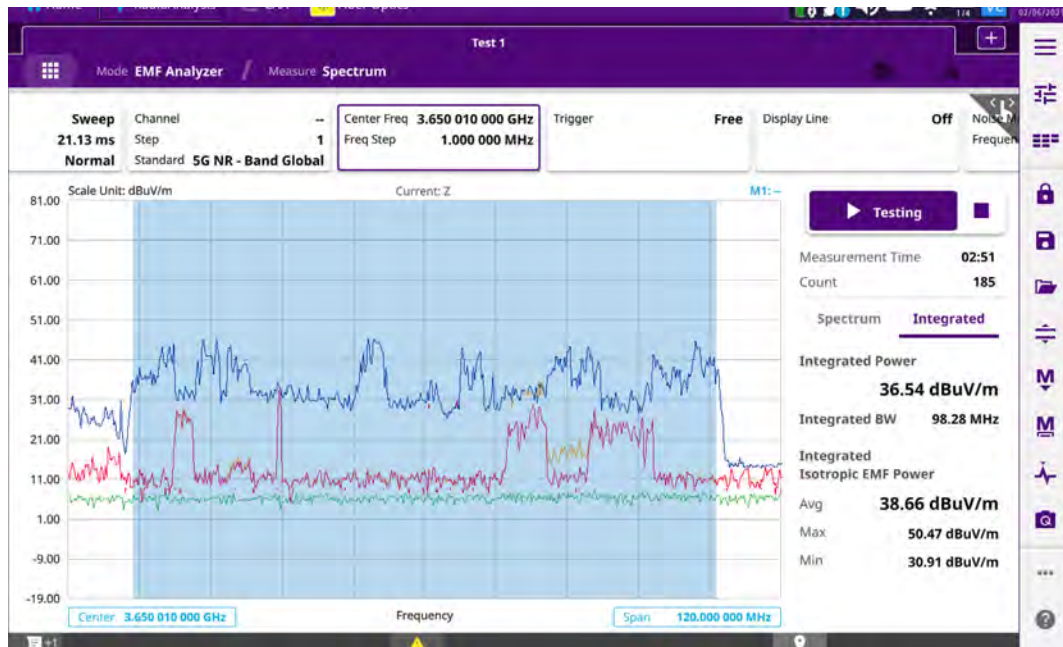 Test 1
+
Mode EMF Analyzer / Measure Spectrum
Sweep
21.13 ms
Normal
Channel --
Step 1
Standard 5G NR - Band Global
Center Freq 3.650 010 000 GHz
Freq Step 1.000 000 MHz
Trigger Free
Display Line Off
Scale Unit: dBuV/m Current: Z M1: --
81.00
71.00
61.00
51.00
41.00
31.00
21.00
11.00
1.00
-9.00
-19.00
Center 3.650 010 000 GHz Frequency Span 120.000 000 MHz
Testing
Measurement Time 02:51
Count 185
Spectrum Integrated
Integrated Power
36.54 dBuV/m
Integrated BW 98.28 MHz
Integrated
Isotropic EMF Power
Avg 38.66 dBuV/m
Max 50.47 dBuV/m
Min 30.91 dBuV/m
M
M
+1